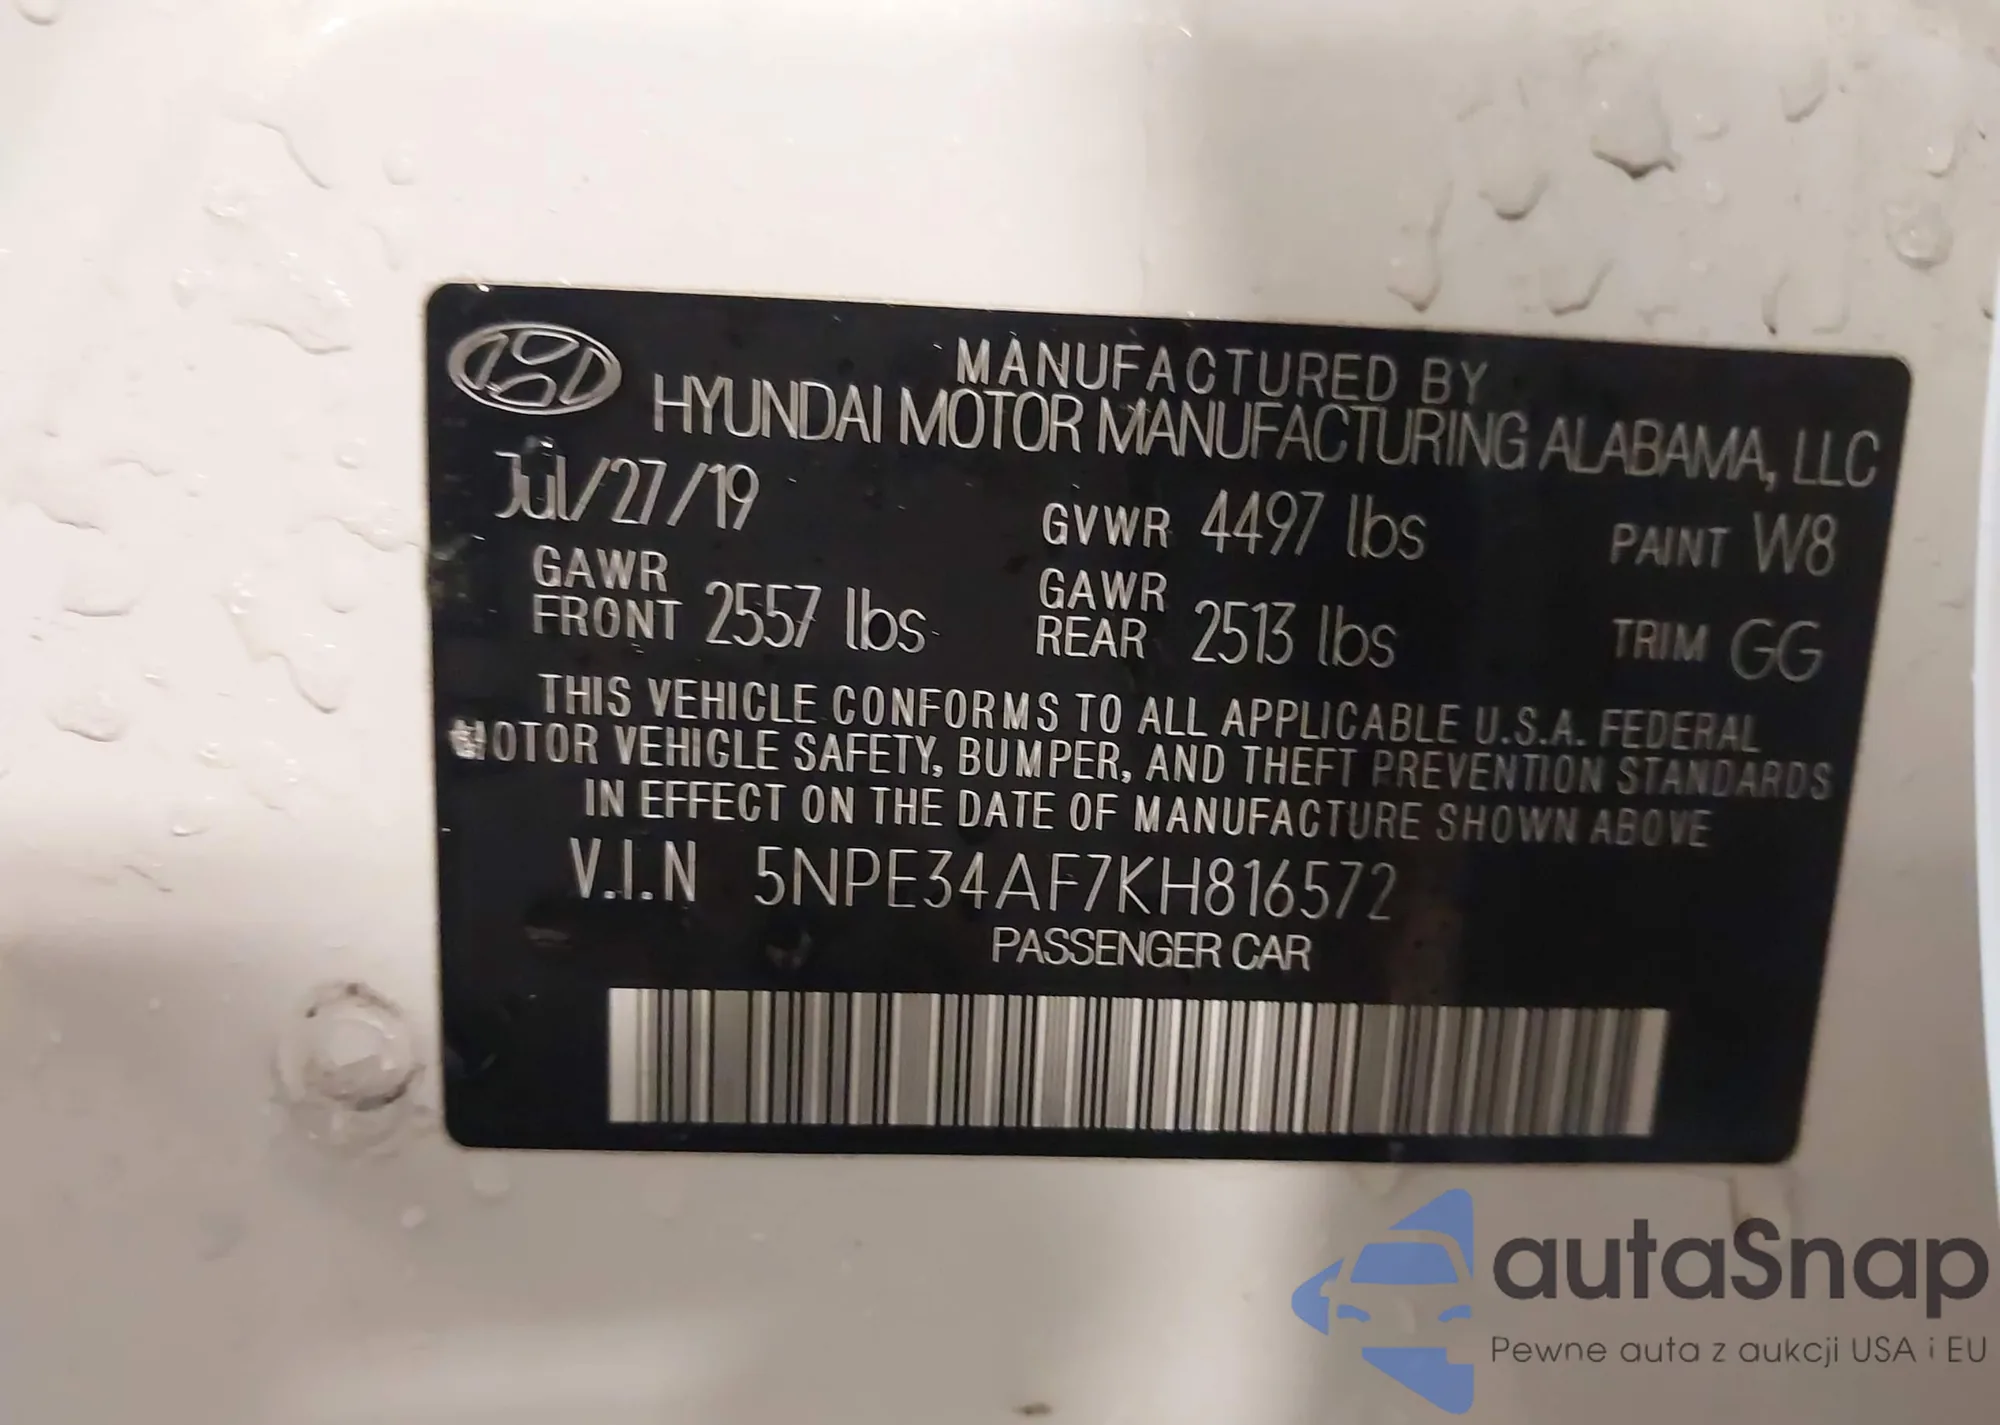 MANUFACTURED BY
HYUNDAI MOTOR MANUFACTURING ALABAMA, LLC
Jul/27/19
GVWR 4497 lbs
PAINT W8
GAWR FRONT 2557 lbs
GAWR REAR 2513 lbs
TRIM GG
THIS VEHICLE CONFORMS TO ALL APPLICABLE U.S.A. FEDERAL
MOTOR VEHICLE SAFETY, BUMPER, AND THEFT PREVENTION STANDARDS
IN EFFECT ON THE DATE OF MANUFACTURE SHOWN ABOVE
V.I.N 5NPE34AF7KH816572
PASSENGER CAR
autaSnap
Pewne auta z aukcji USA i EU